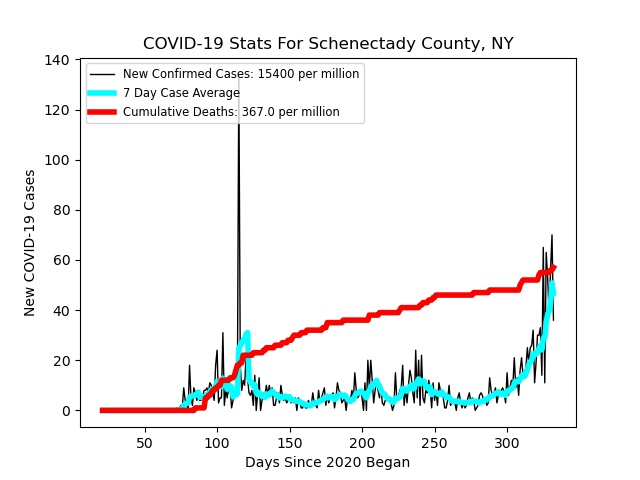 COVID-19 Stats For Schenectady County, NY
New Confirmed Cases: 15400 per million
7 Day Case Average
Cumulative Deaths: 367.0 per million
New COVID-19 Cases
140
120
100
80
60
40
20
0
50
100
150
200
250
300
Days Since 2020 Began